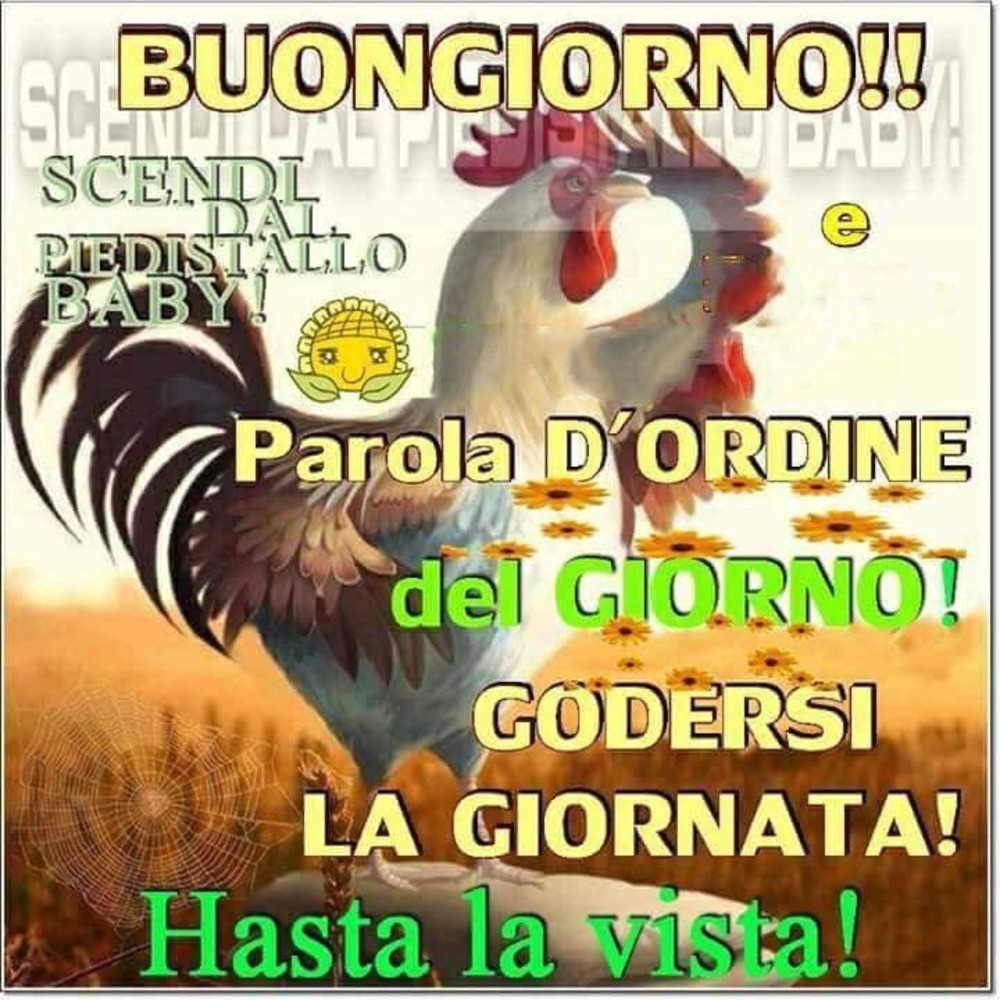 BUONGIORNO!!
SCENDI DAL PIEDISTALLO BABY!
SCENDI
DAL
PIEDISTALLO
BABY!
e
Parola D'ORDINE
del GIORNO!
GODERSI
LA GIORNATA!
Hasta la vista!